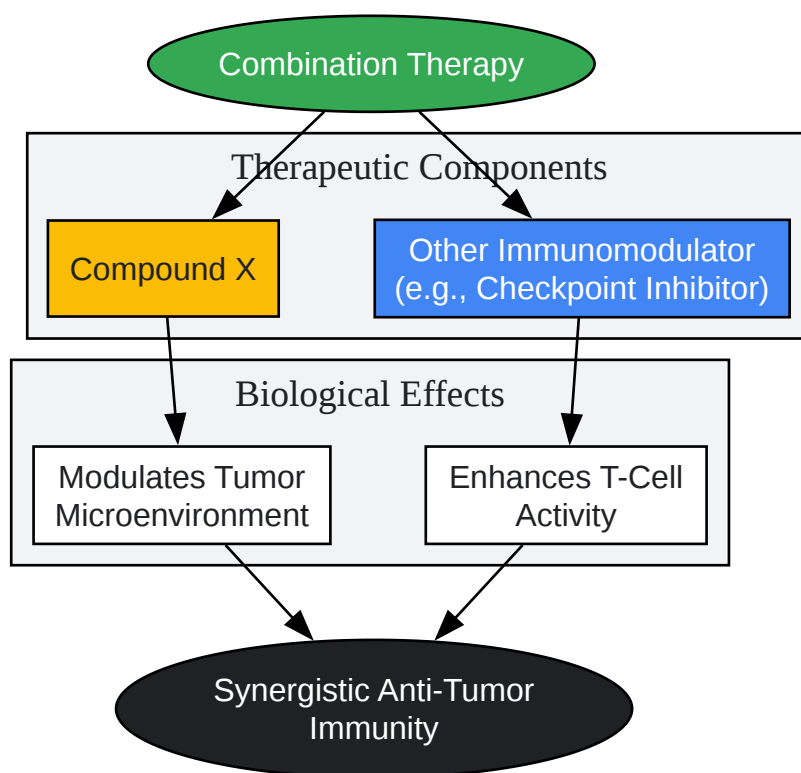 Combination Therapy
Therapeutic Components
Compound X
Other Immunomodulator
(e.g., Checkpoint Inhibitor)
Biological Effects
Modulates Tumor
Microenvironment
Enhances T-Cell
Activity
Synergistic Anti-Tumor
Immunity